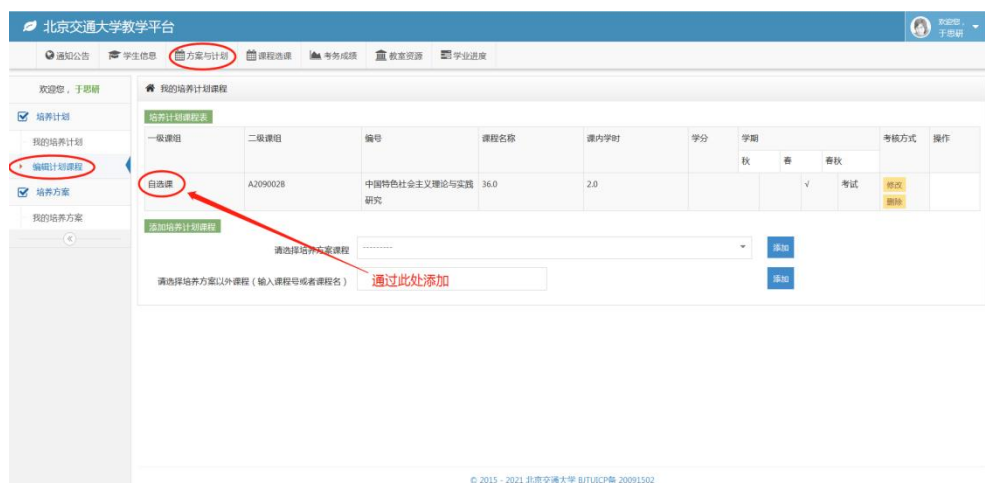 北京交通大学教学平台
欢迎您，
于思研
通知公告 学生信息 方案与计划 课程选课 考务成绩 教室资源 学业进度
欢迎您，于思研
我的培养计划课程
培养计划
我的培养计划
编辑计划课程
培养方案
我的培养方案
培养计划课程表
一级课组 二级课组 编号 课程名称 课内学时 学分 学期 考核方式 操作
秋 春 春秋
自选课 A2090028 中国特色社会主义理论与实践研究 36.0 2.0 √ 考试 修改
删除
添加培养计划课程
请选择培养方案课程 --------- 添加
请选择培养方案以外课程（输入课程号或者课程名） 通过此处添加 添加
© 2015 - 2021 北京交通大学 BJTUICP备 20091502